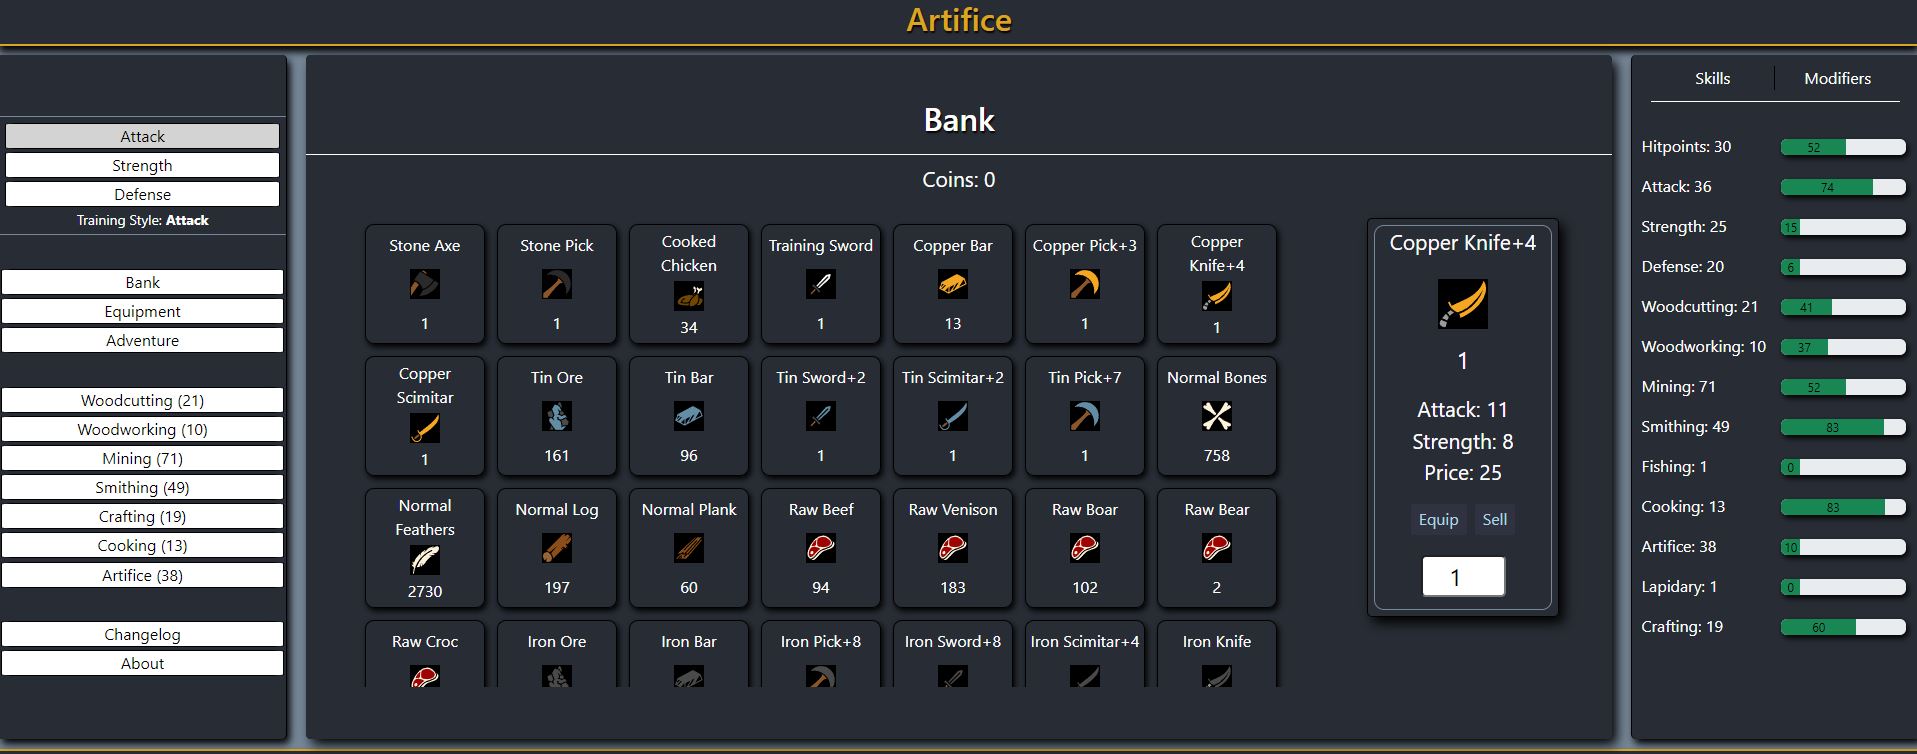 Artifice
Attack
Strength
Defense
Training Style: Attack
Bank
Equipment
Adventure
Woodcutting (21)
Woodworking (10)
Mining (71)
Smithing (49)
Crafting (19)
Cooking (13)
Artifice (38)
Changelog
About
Bank
Coins: 0
Stone Axe
1
Stone Pick
1
Cooked
Chicken
34
Training Sword
1
Copper Bar
13
Copper Pick+3
1
Copper
Knife+4
1
Copper
Scimitar
1
Tin Ore
161
Tin Bar
96
Tin Sword+2
1
Tin Scimitar+2
1
Tin Pick+7
1
Normal Bones
758
Normal
Feathers
2730
Normal Log
197
Normal Plank
60
Raw Beef
94
Raw Venison
183
Raw Boar
102
Raw Bear
2
Raw Croc
Iron Ore
Iron Bar
Iron Pick+8
Iron Sword+8
Iron Scimitar+4
Iron Knife
Copper Knife+4
1
Attack: 11
Strength: 8
Price: 25
Equip Sell
1
Skills Modifiers
Hitpoints: 30 52
Attack: 36 74
Strength: 25 15
Defense: 20 6
Woodcutting: 21 41
Woodworking: 10 37
Mining: 71 52
Smithing: 49 83
Fishing: 1 0
Cooking: 13 83
Artifice: 38 10
Lapidary: 1 0
Crafting: 19 60